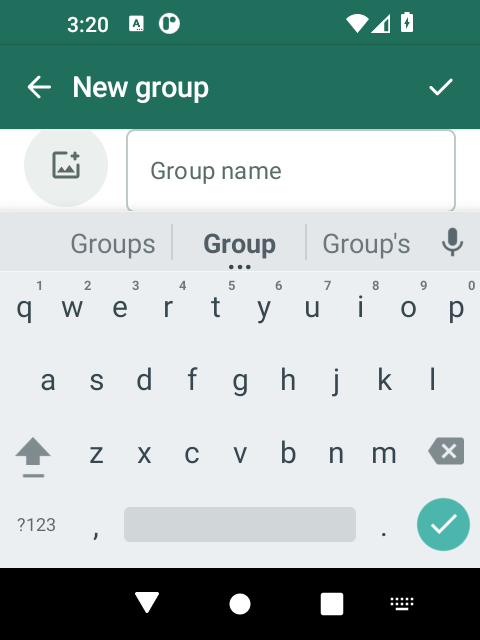 3:20
New group
Group name
Groups Group Group's
1 2 3 4 5 6 7 8 9 0
q w e r t y u i o p
a s d f g h j k l
z x c v b n m
?123 , .